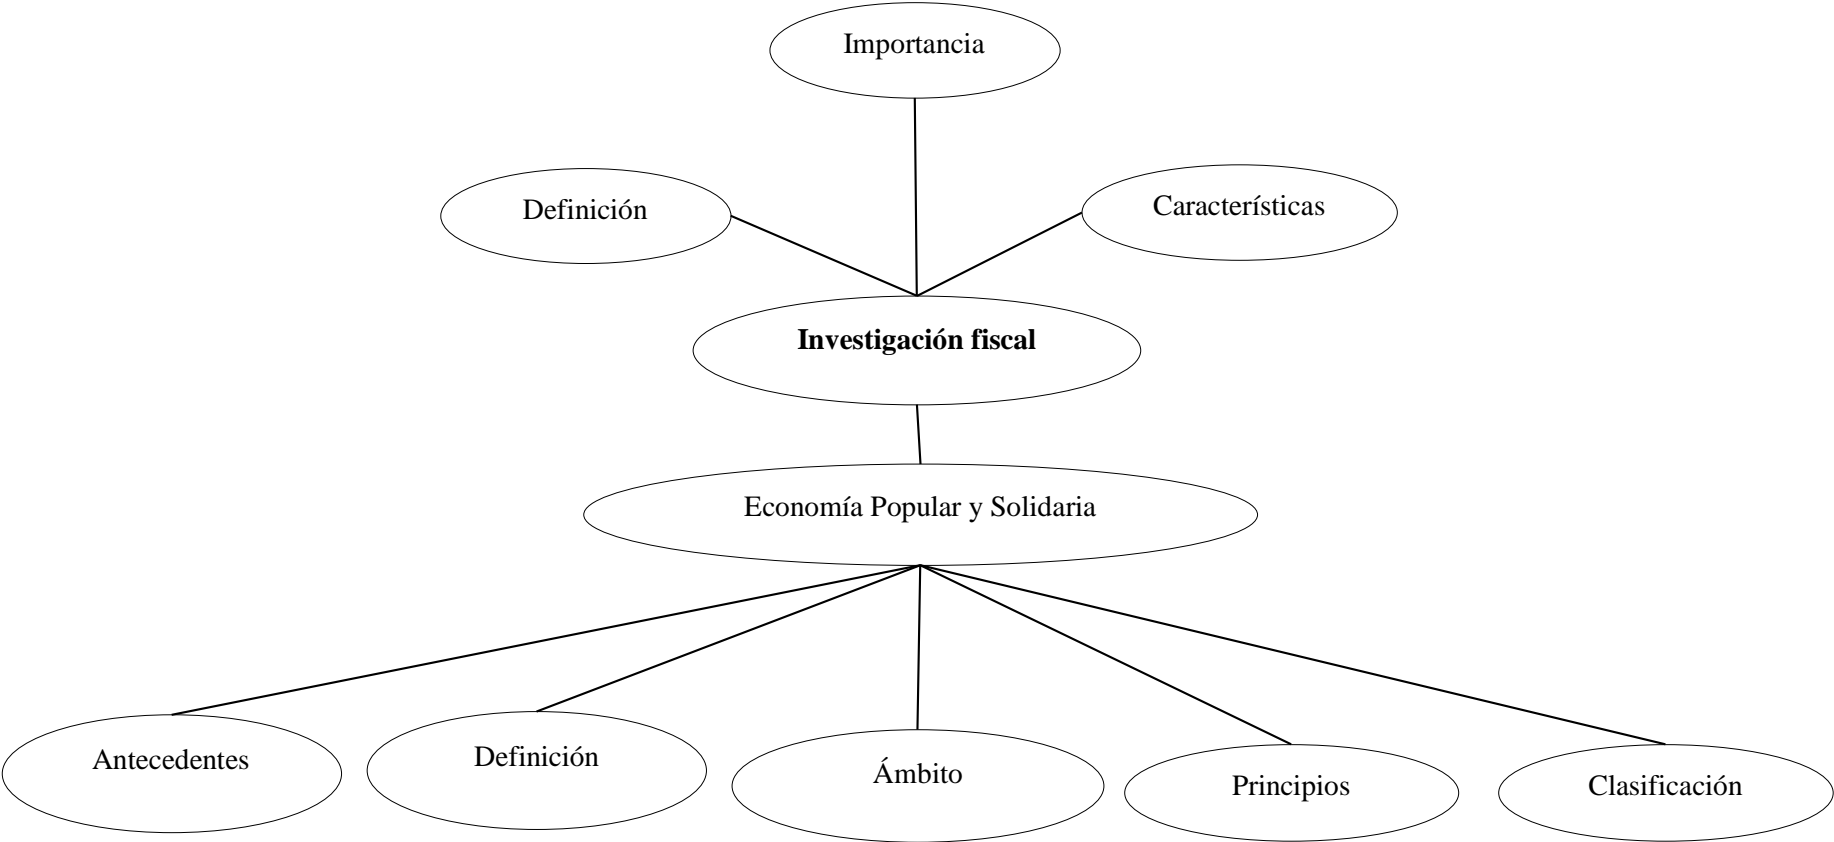 Importancia
Definición
Características
Investigación fiscal
Economía Popular y Solidaria
Antecedentes
Definición
Ámbito
Principios
Clasificación